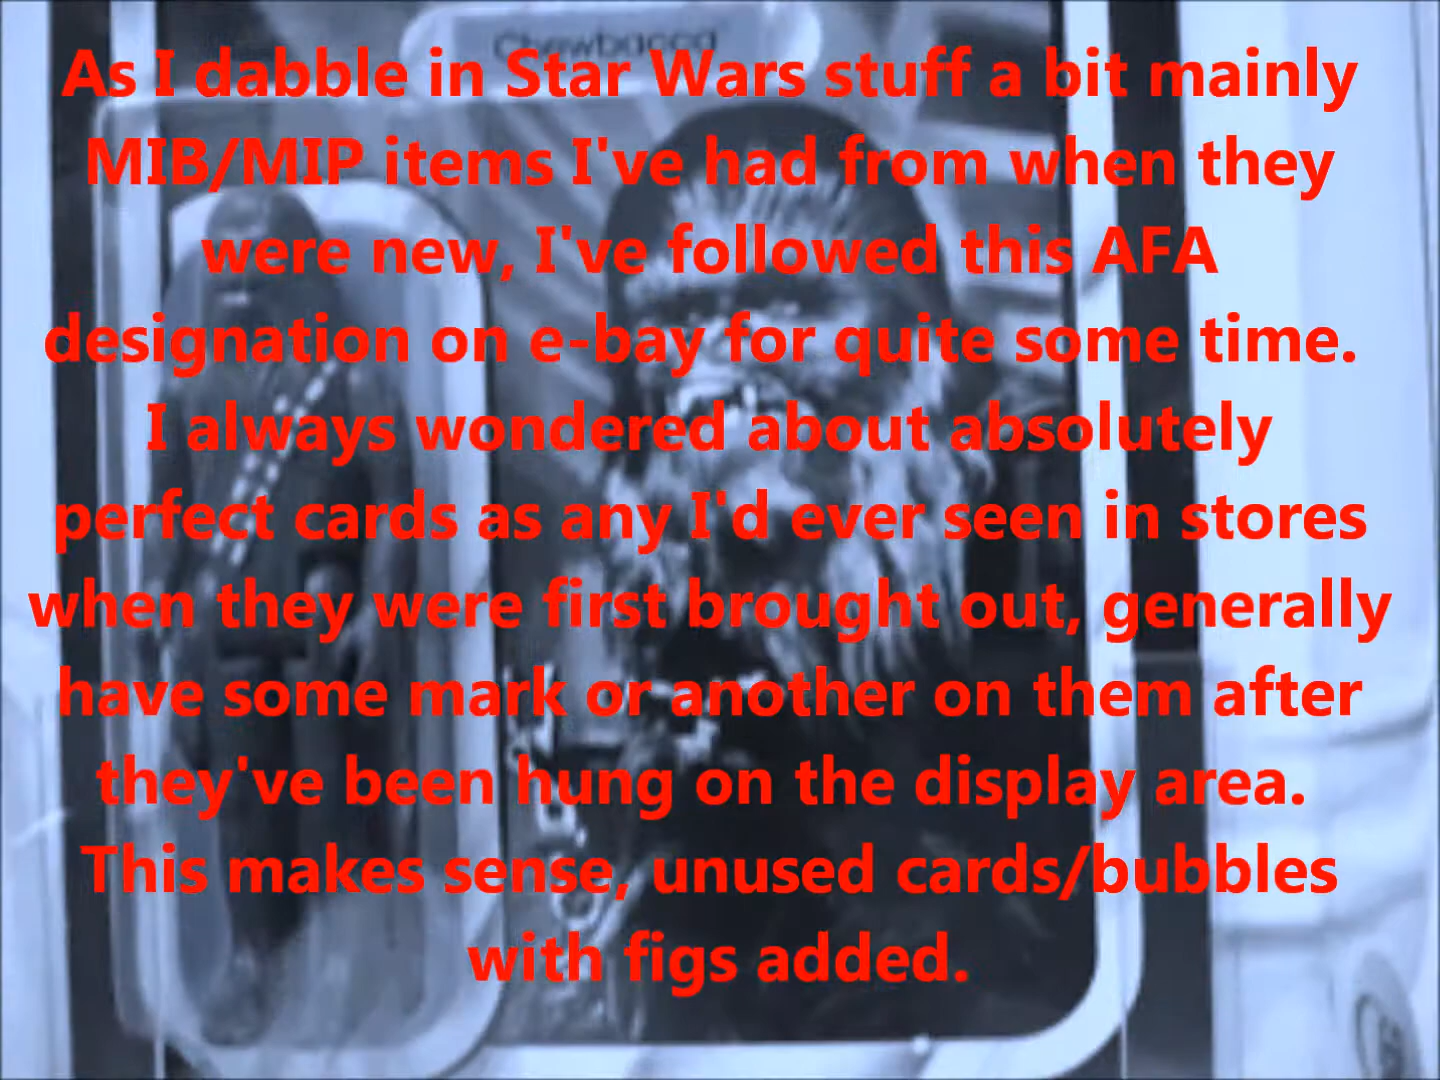 Chewbacca
As I dabble in Star Wars stuff a bit mainly
MIB/MIP items I've had from when they
were new, I've followed this AFA
designation on e-bay for quite some time.
I always wondered about absolutely
perfect cards as any I'd ever seen in stores
when they were first brought out, generally
have some mark or another on them after
they've been hung on the display area.
This makes sense, unused cards/bubbles
with figs added.